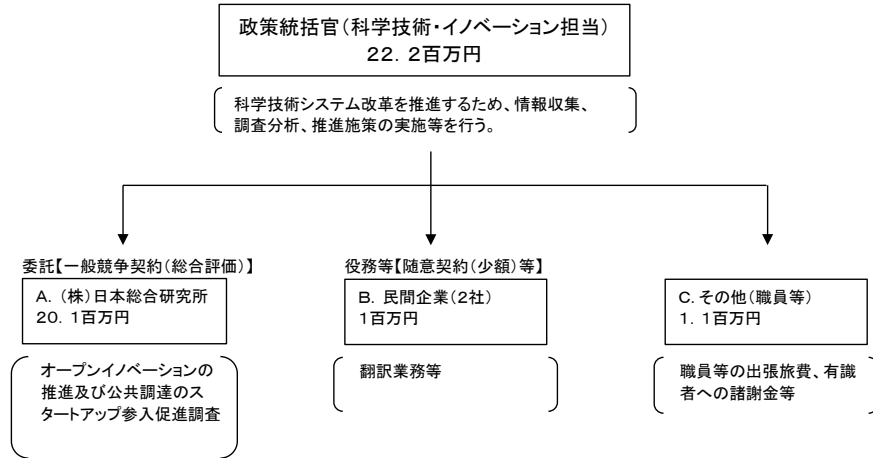 政策統括官（科学技術・イノベーション担当）
２２．２百万円
科学技術システム改革を推進するため、情報収集、
調査分析、推進施策の実施等を行う。
委託【一般競争契約（総合評価）】
A．（株）日本総合研究所
２０．１百万円
オープンイノベーションの
推進及び公共調達のス
タートアップ参入促進調査
役務等【随意契約（少額）等】
B．民間企業（２社）
１百万円
翻訳業務等
C．その他（職員等）
１．１百万円
職員等の出張旅費、有識
者への諸謝金等